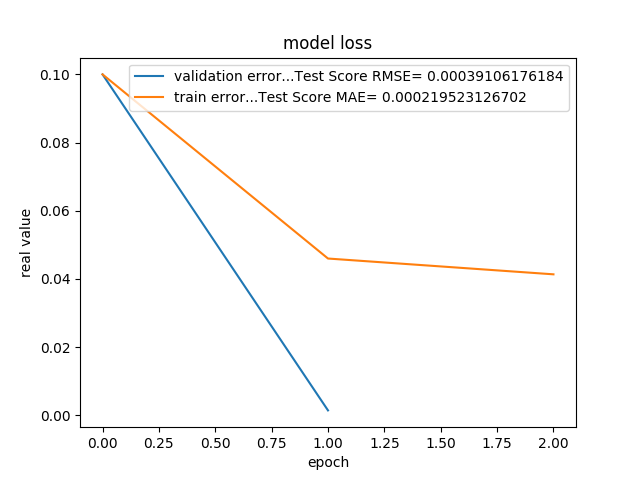 model loss
validation error...Test Score RMSE= 0.00039106176184
train error...Test Score MAE= 0.000219523126702
0.10
0.08
0.06
0.04
0.02
0.00
real value
0.00 0.25 0.50 0.75 1.00 1.25 1.50 1.75 2.00
epoch